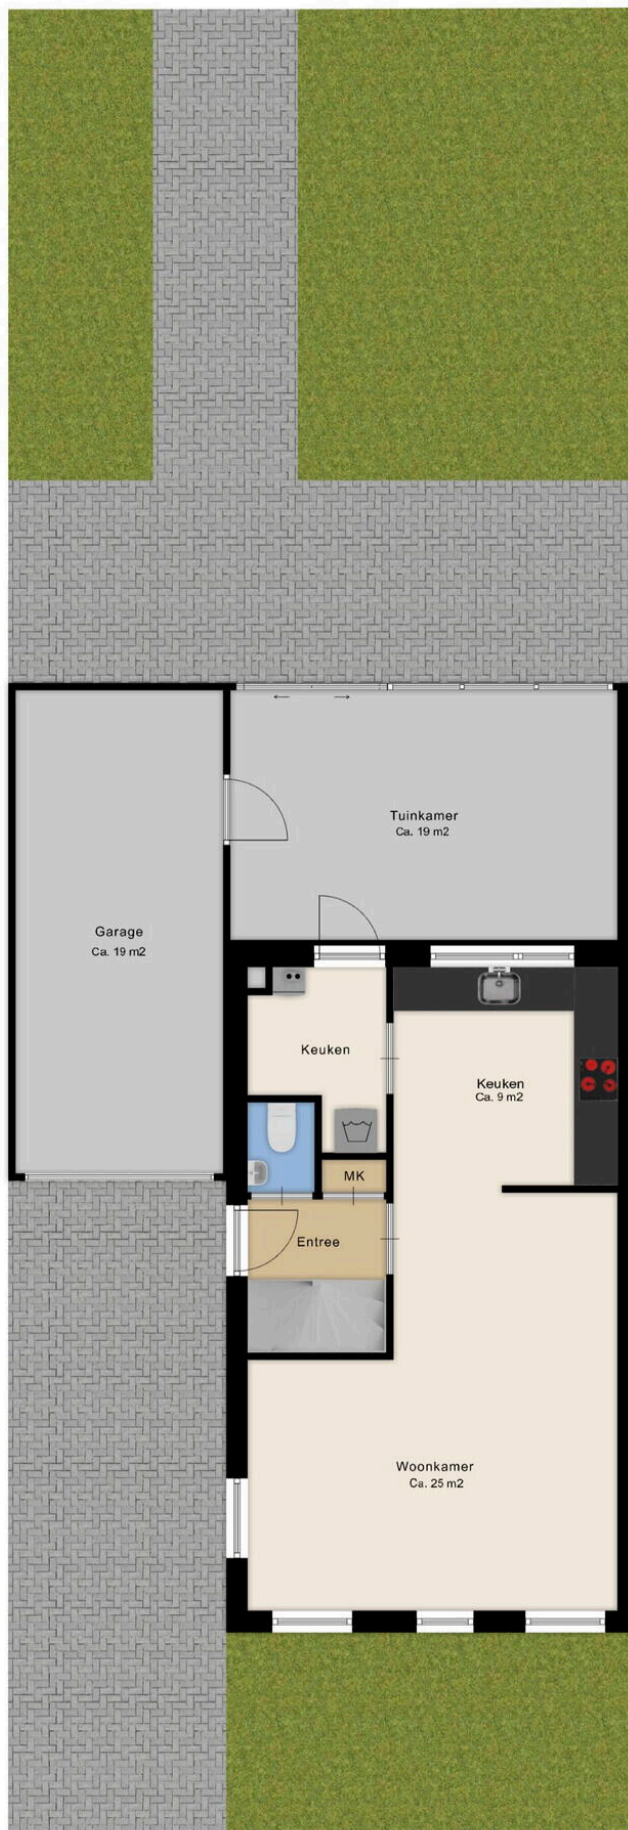 Tuinkamer
Ca. 19 m2
Garage
Ca. 19 m2
Keuken
Keuken
Ca. 9 m2
MK
Entree
Woonkamer
Ca. 25 m2